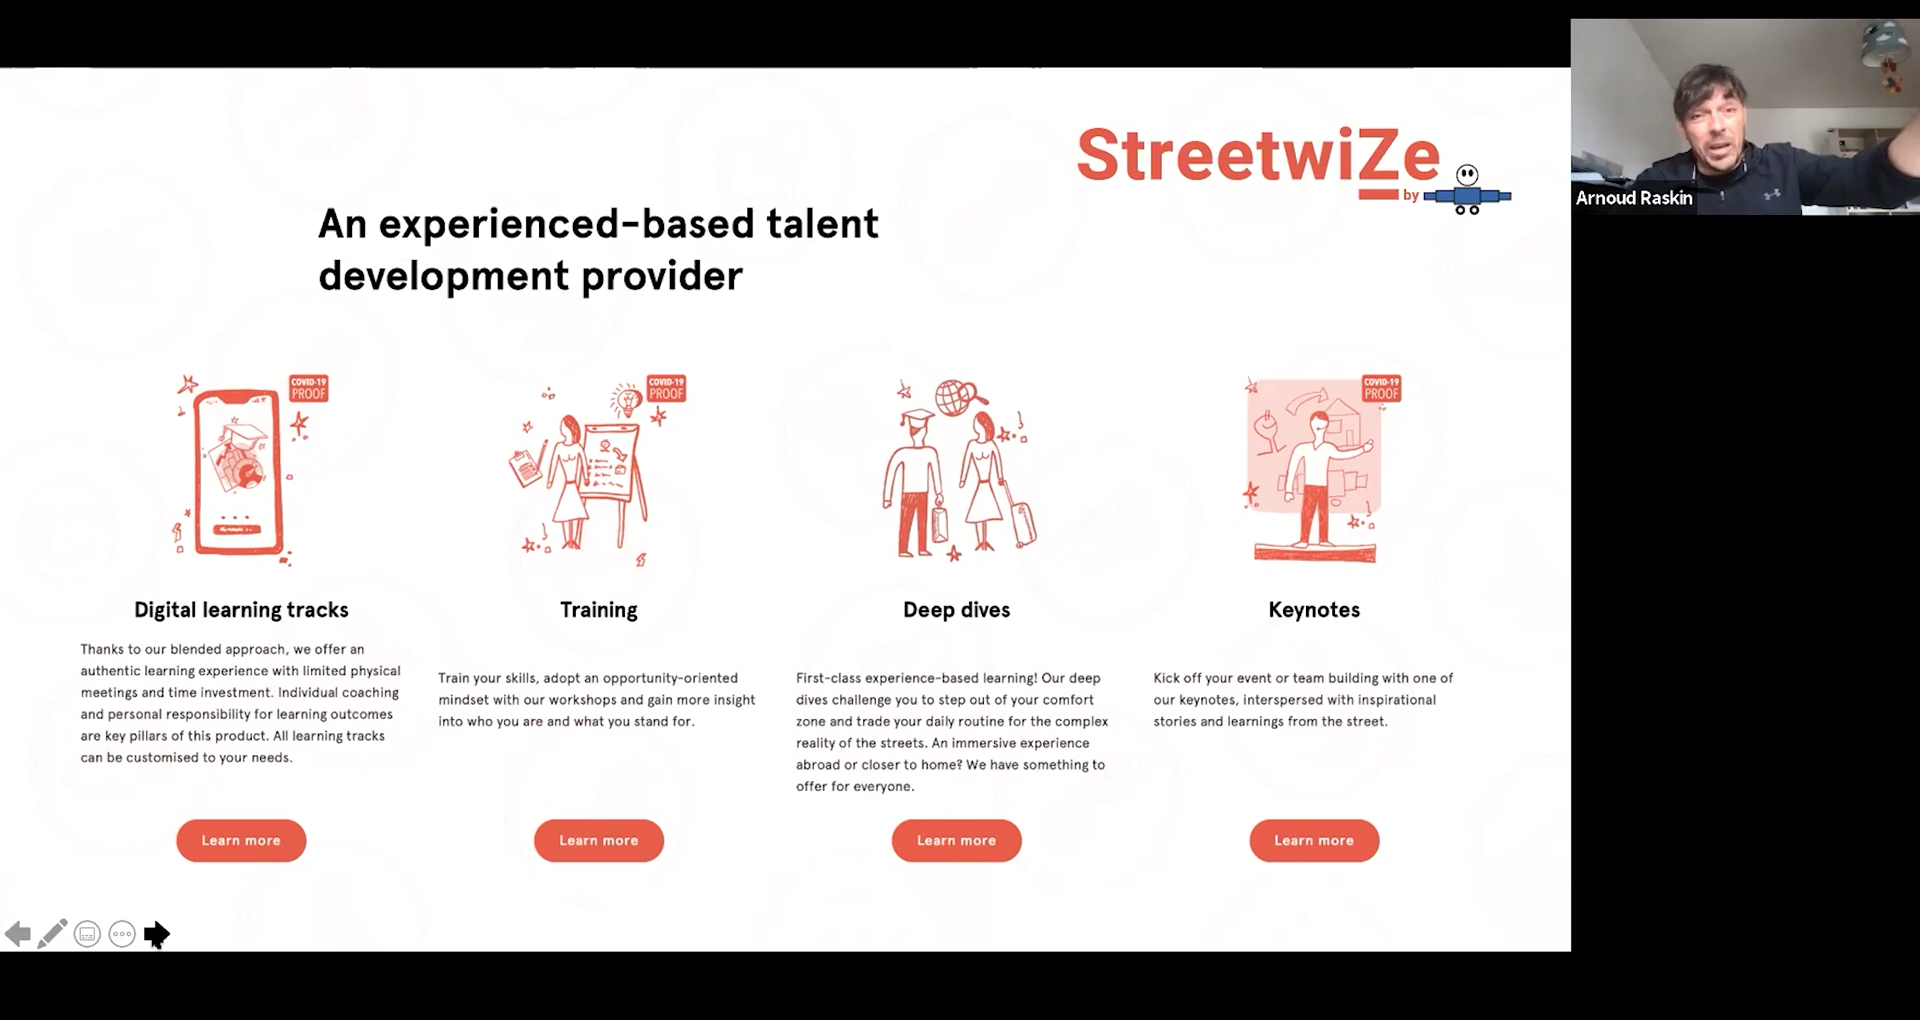 StreetwiZe
by
An experienced-based talent
development provider
Arnoud Raskin
COVID-19
PROOF
COVID-19
PROOF
COVID-19
PROOF
Digital learning tracks
Thanks to our blended approach, we offer an
authentic learning experience with limited physical
meetings and time investment. Individual coaching
and personal responsibility for learning outcomes
are key pillars of this product. All learning tracks
can be customised to your needs.
Learn more
Training
Train your skills, adopt an opportunity-oriented
mindset with our workshops and gain more insight
into who you are and what you stand for.
Learn more
Deep dives
First-class experience-based learning! Our deep
dives challenge you to step out of your comfort
zone and trade your daily routine for the complex
reality of the streets. An immersive experience
abroad or closer to home? We have something to
offer for everyone.
Learn more
Keynotes
Kick off your event or team building with one of
our keynotes, interspersed with inspirational
stories and learnings from the street.
Learn more